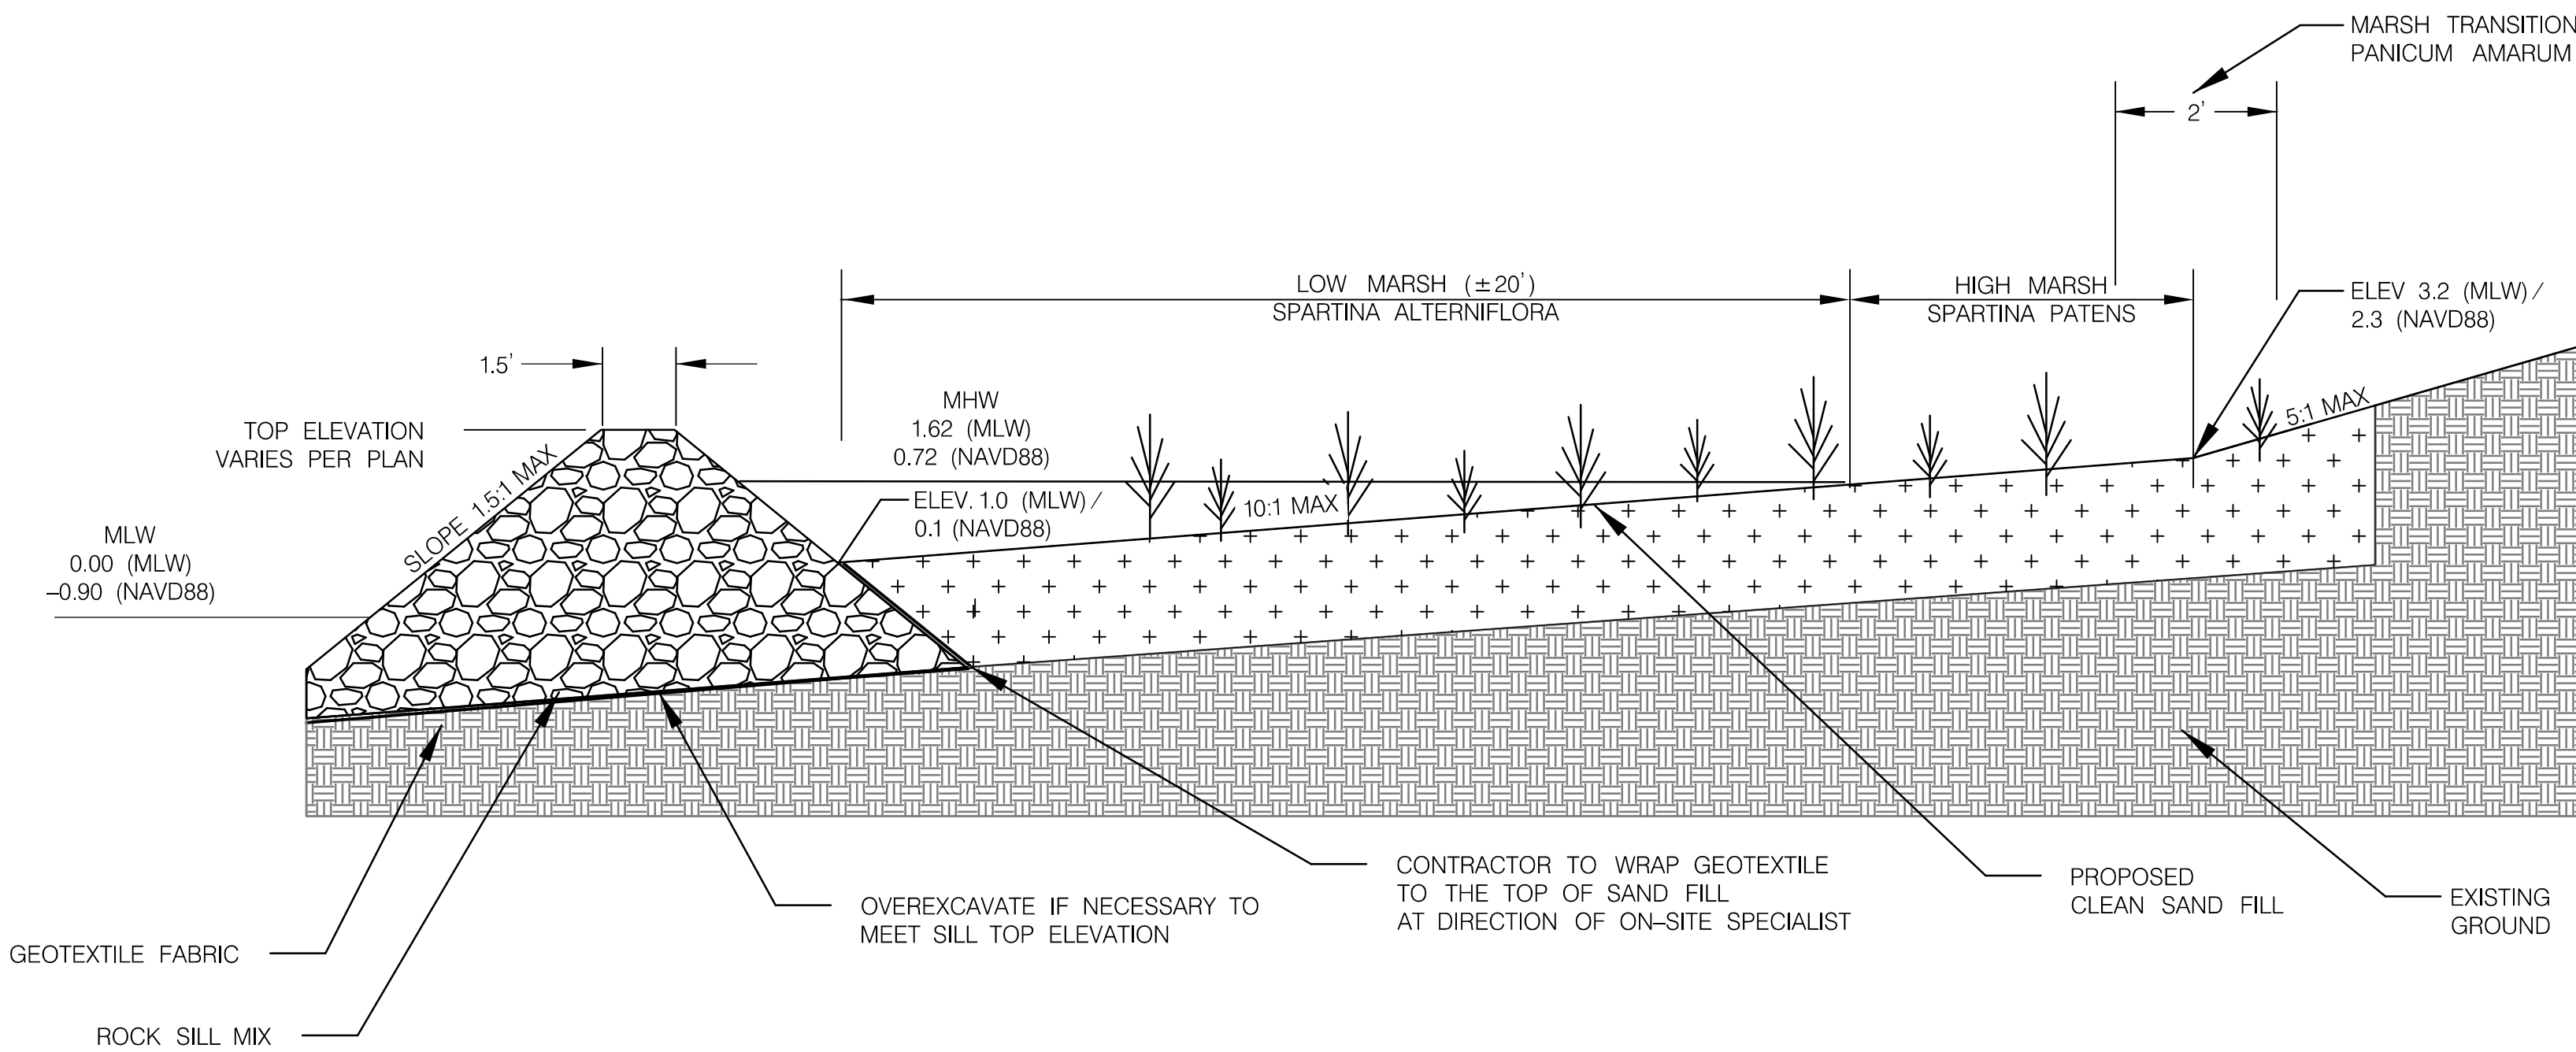 MARSH TRANSITION
PANICUM AMARUM
2'
LOW MARSH (±20')
SPARTINA ALTERNIFLORA
HIGH MARSH
SPARTINA PATENS
ELEV 3.2 (MLW)/
2.3 (NAVD88)
1.5'
TOP ELEVATION
VARIES PER PLAN
SLOPE 1.5:1 MAX
MHW
1.62 (MLW)
0.72 (NAVD88)
ELEV. 1.0 (MLW)/
0.1 (NAVD88)
10:1 MAX
5:1 MAX
MLW
0.00 (MLW)
–0.90 (NAVD88)
GEOTEXTILE FABRIC
ROCK SILL MIX
OVEREXCAVATE IF NECESSARY TO
MEET SILL TOP ELEVATION
CONTRACTOR TO WRAP GEOTEXTILE
TO THE TOP OF SAND FILL
AT DIRECTION OF ON–SITE SPECIALIST
PROPOSED
CLEAN SAND FILL
EXISTING
GROUND